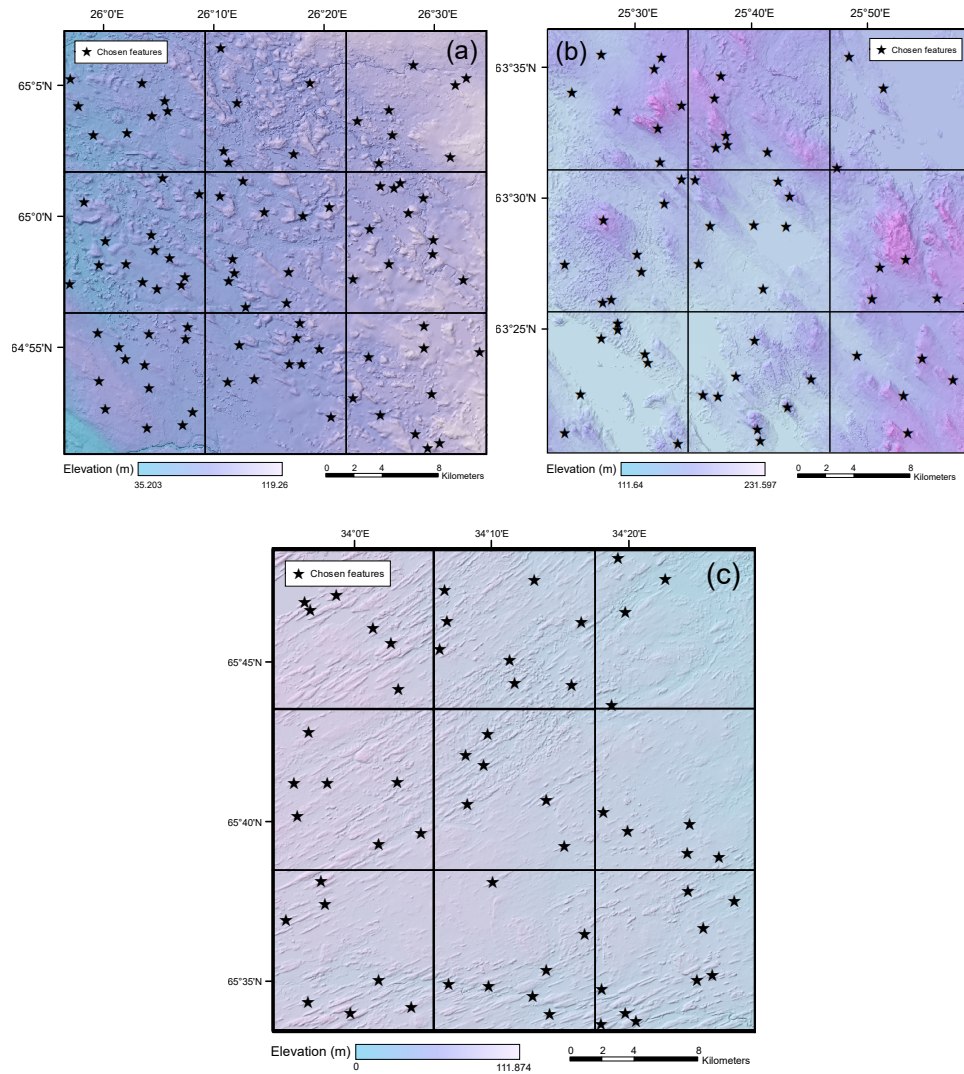 26°0'E 26°10'E 26°20'E 26°30'E
Chosen features
(a)
65°5'N
65°0'N
64°55'N
Elevation (m)
35.203 119.26
0 2 4 8
Kilometers
25°30'E 25°40'E 25°50'E
(b)
Chosen features
63°35'N
63°30'N
63°25'N
Elevation (m)
111.64 231.597
0 2 4 8
Kilometers
34°0'E 34°10'E 34°20'E
Chosen features
(c)
65°45'N
65°40'N
65°35'N
Elevation (m)
0 111.874
0 2 4 8
Kilometers